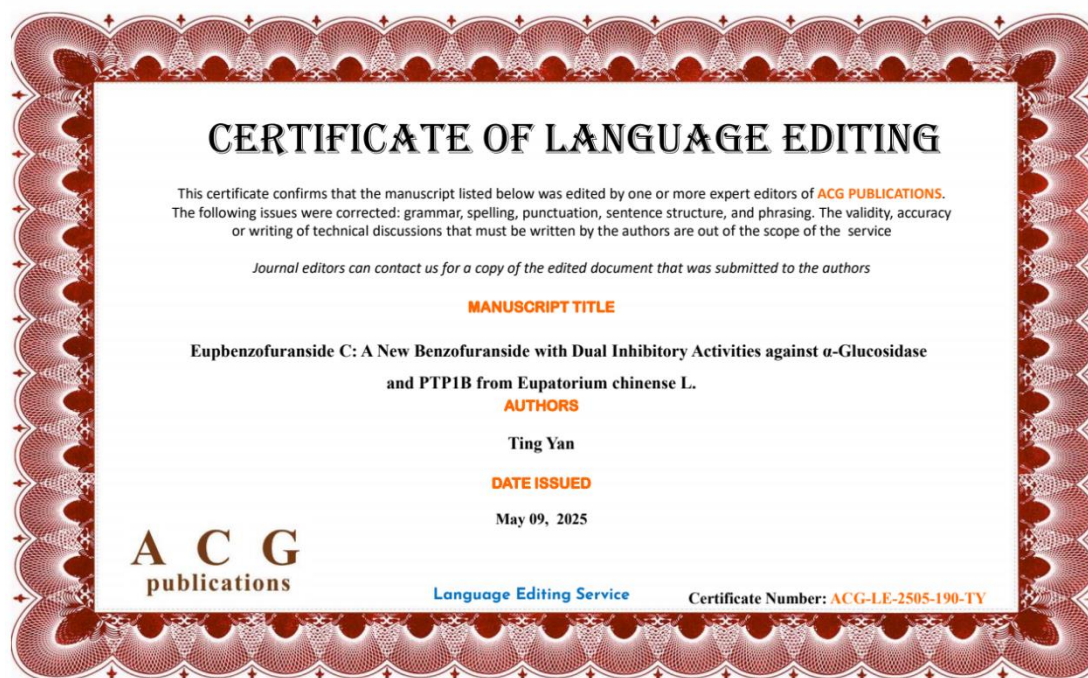 CERTIFICATE OF LANGUAGE EDITING
This certificate confirms that the manuscript listed below was edited by one or more expert editors of ACG PUBLICATIONS.
The following issues were corrected: grammar, spelling, punctuation, sentence structure, and phrasing. The validity, accuracy
or writing of technical discussions that must be written by the authors are out of the scope of the service
Journal editors can contact us for a copy of the edited document that was submitted to the authors
MANUSCRIPT TITLE
Eupbenzofuranside C: A New Benzofuranside with Dual Inhibitory Activities against α-Glucosidase
and PTP1B from Eupatorium chinense L.
AUTHORS
Ting Yan
DATE ISSUED
May 09, 2025
A C G
publications
Language Editing Service
Certificate Number: ACG-LE-2505-190-TY